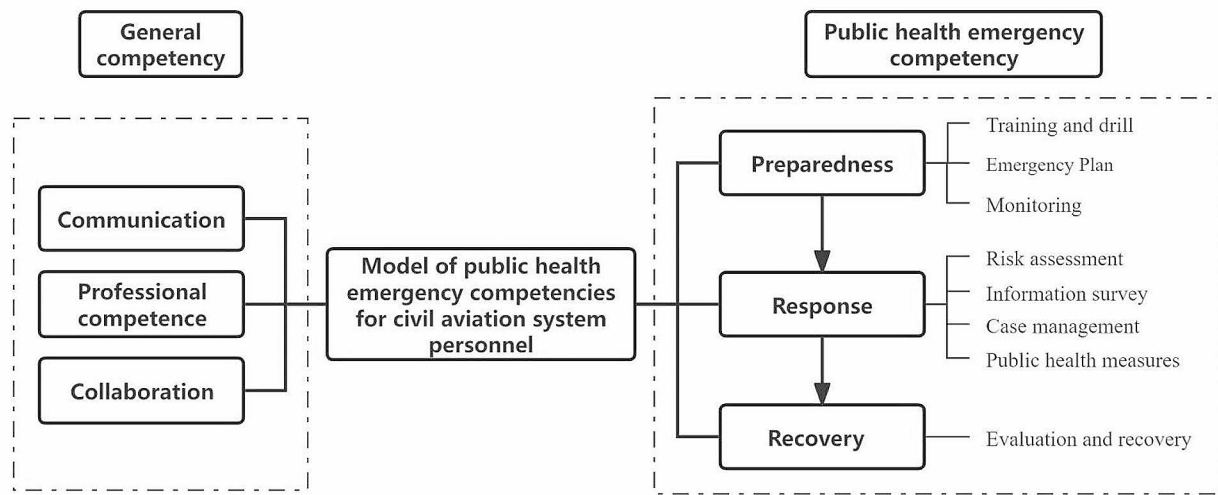 General
competency
Communication
Professional
competence
Collaboration
Model of public health
emergency competencies
for civil aviation system
personnel
Public health emergency
competency
Preparedness
Training and drill
Emergency Plan
Monitoring
Response
Risk assessment
Information survey
Case management
Public health measures
Recovery
Evaluation and recovery